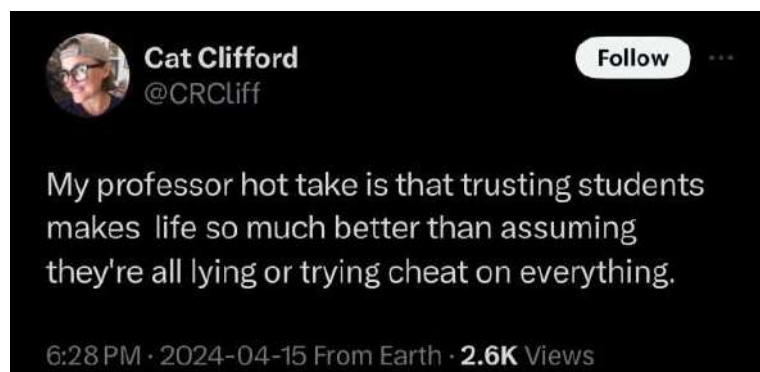 Cat Clifford
Follow
@CRCliff
My professor hot take is that trusting students
makes life so much better than assuming
they're all lying or trying cheat on everything.
6:28 PM · 2024-04-15 From Earth · 2.6K Views